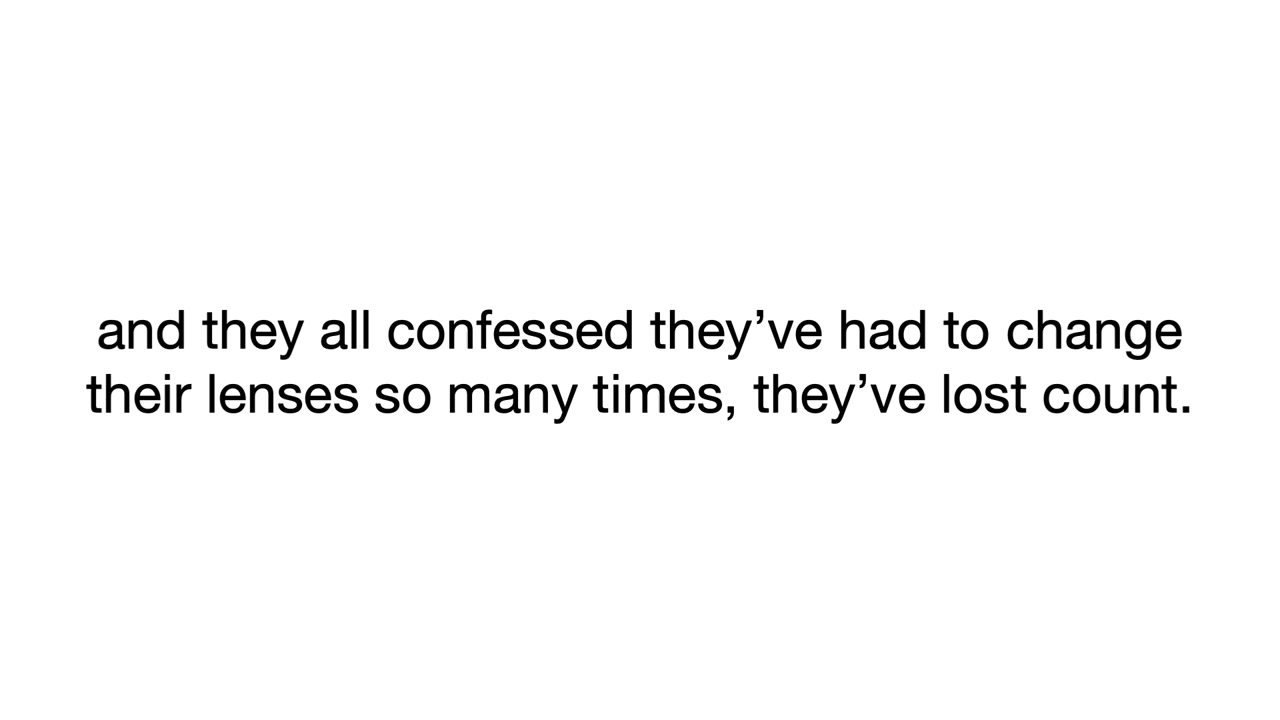 and they all confessed they’ve had to change
their lenses so many times, they’ve lost count.